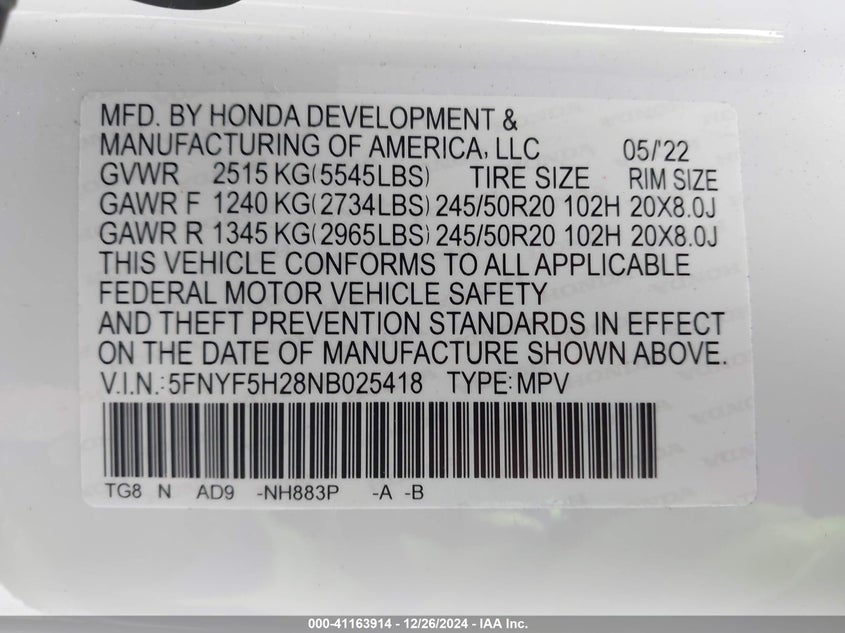 MFD. BY HONDA DEVELOPMENT &
MANUFACTURING OF AMERICA, LLC 05/'22
GVWR 2515 KG(5545LBS) TIRE SIZE RIM SIZE
GAWR F 1240 KG(2734LBS) 245/50R20 102H 20X8.0J
GAWR R 1345 KG(2965LBS) 245/50R20 102H 20X8.0J
THIS VEHICLE CONFORMS TO ALL APPLICABLE
FEDERAL MOTOR VEHICLE SAFETY
AND THEFT PREVENTION STANDARDS IN EFFECT
ON THE DATE OF MANUFACTURE SHOWN ABOVE.
V.I.N.:5FNYF5H28NB025418 TYPE:MPV
TG8 N AD9 -NH883P -A -B
000-41163914 - 12/26/2024 - IAA Inc.